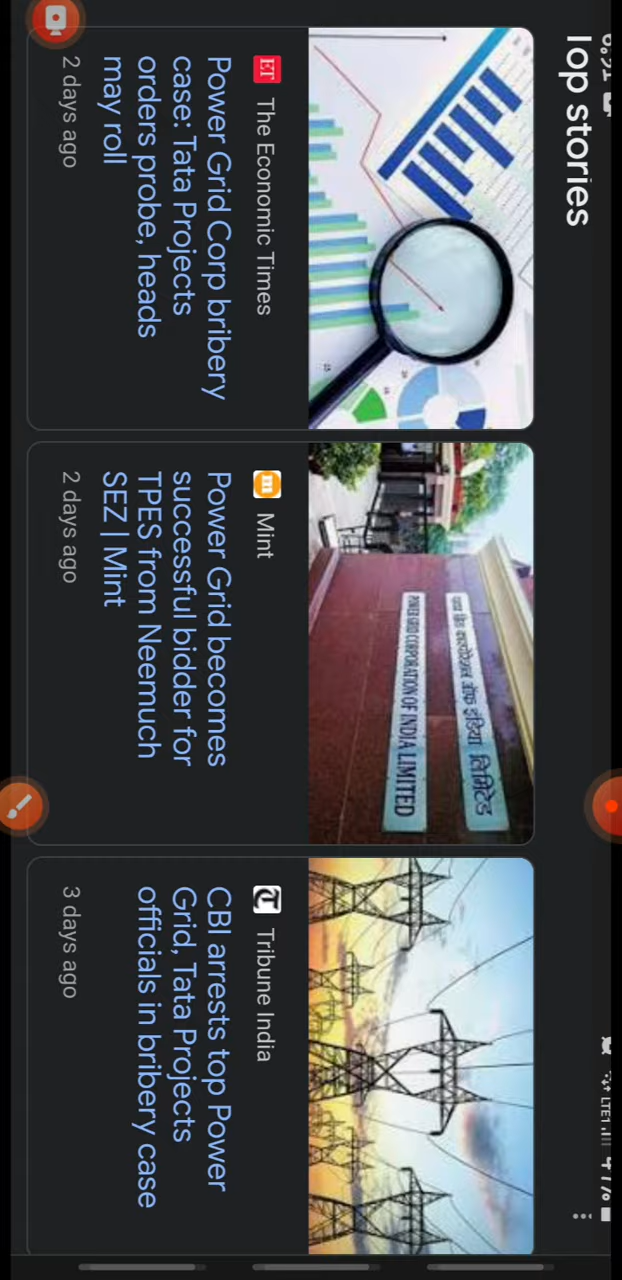 Top stories
ET The Economic Times
Power Grid Corp bribery
case: Tata Projects
orders probe, heads
may roll
2 days ago
पावर ग्रिड कारपोरेशन ऑफ इंडिया लिमिटेड
POWER GRID CORPORATION OF INDIA LIMITED
m Mint
Power Grid becomes
successful bidder for
TPES from Neemuch
SEZ | Mint
2 days ago
T Tribune India
CBI arrests top Power
Grid, Tata Projects
officials in bribery case
3 days ago